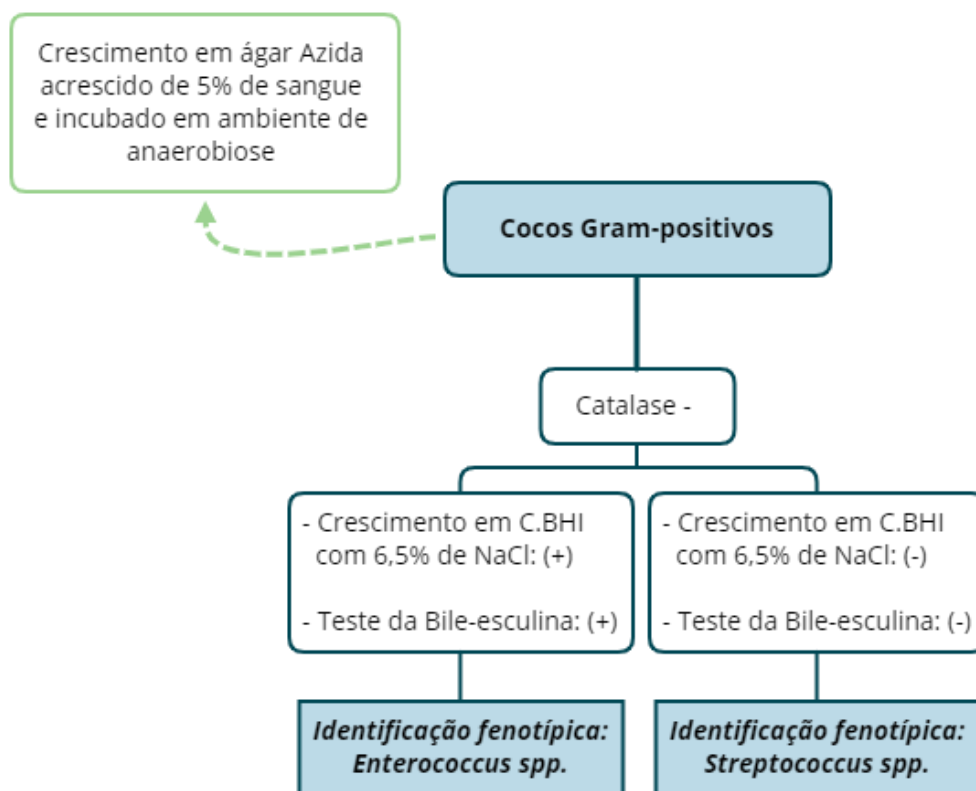 Crescimento em ágar Azida
acrescido de 5% de sangue
e incubado em ambiente de
anaerobiose
Cocos Gram-positivos
Catalase -
- Crescimento em C.BHI
com 6,5% de NaCl: (+)
- Teste da Bile-esculina: (+)
- Crescimento em C.BHI
com 6,5% de NaCl: (-)
- Teste da Bile-esculina: (-)
Identificação fenotípica:
Enterococcus spp.
Identificação fenotípica:
Streptococcus spp.